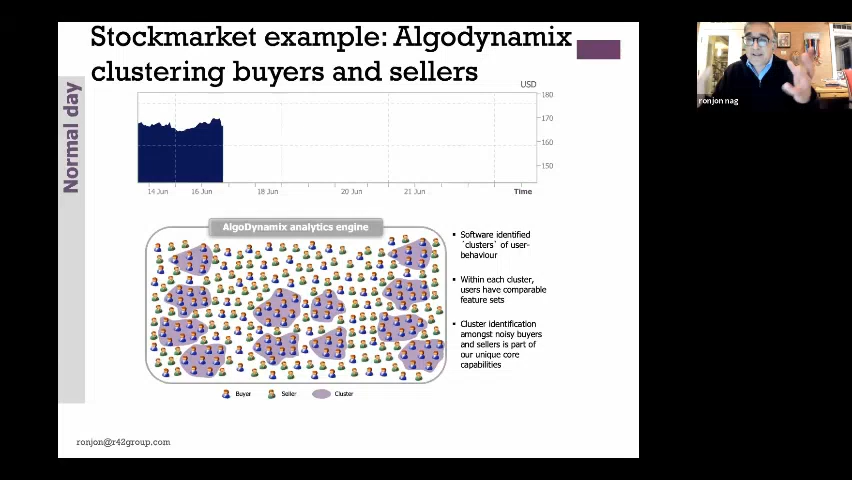 Stockmarket example: Algodynamix
clustering buyers and sellers
Normal day
USD
180
170
160
150
14 Jun 16 Jun 18 Jun 20 Jun 21 Jun Time
AlgoDynamix analytics engine
▪ Software identified
`clusters` of user-
behaviour
▪ Within each cluster,
users have comparable
feature sets
▪ Cluster identification
amongst noisy buyers
and sellers is part of
our unique core
capabilities
Buyer Seller Cluster
ronjon@r42group.com
ronjon nag